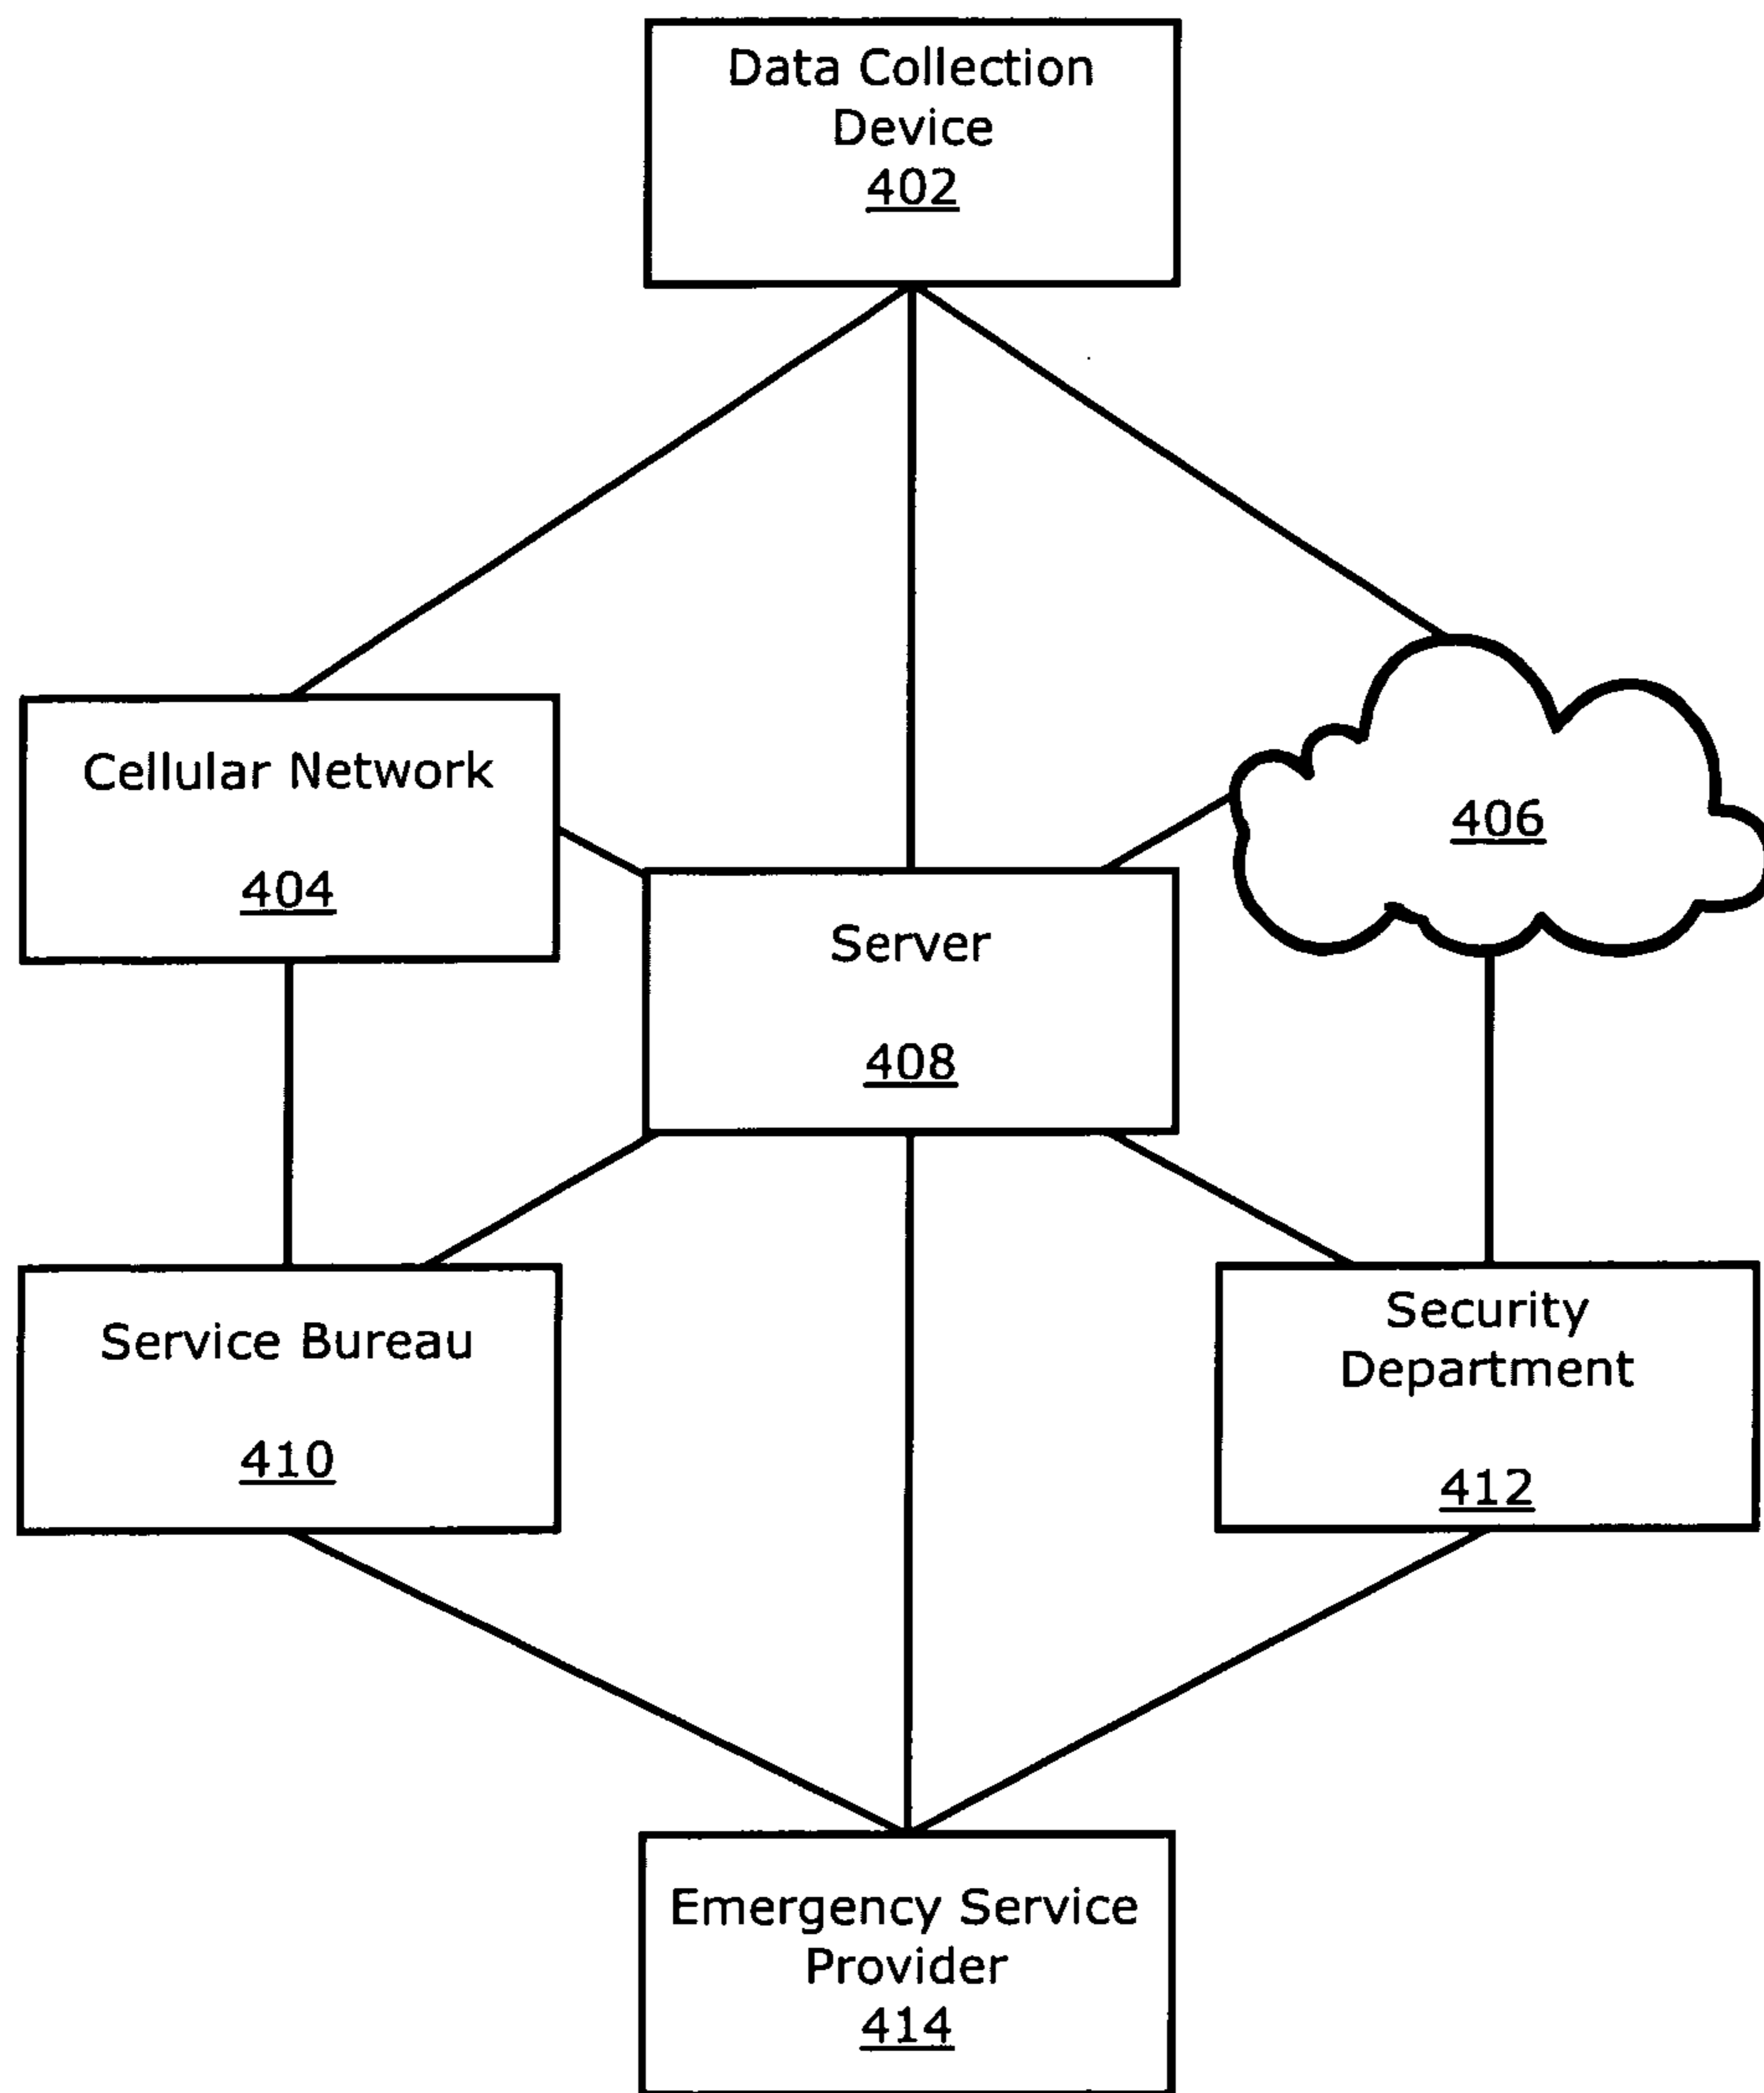 Data Collection
Device
402
Cellular Network
404
406
Server
408
Service Bureau
410
Security
Department
412
Emergency Service
Provider
414